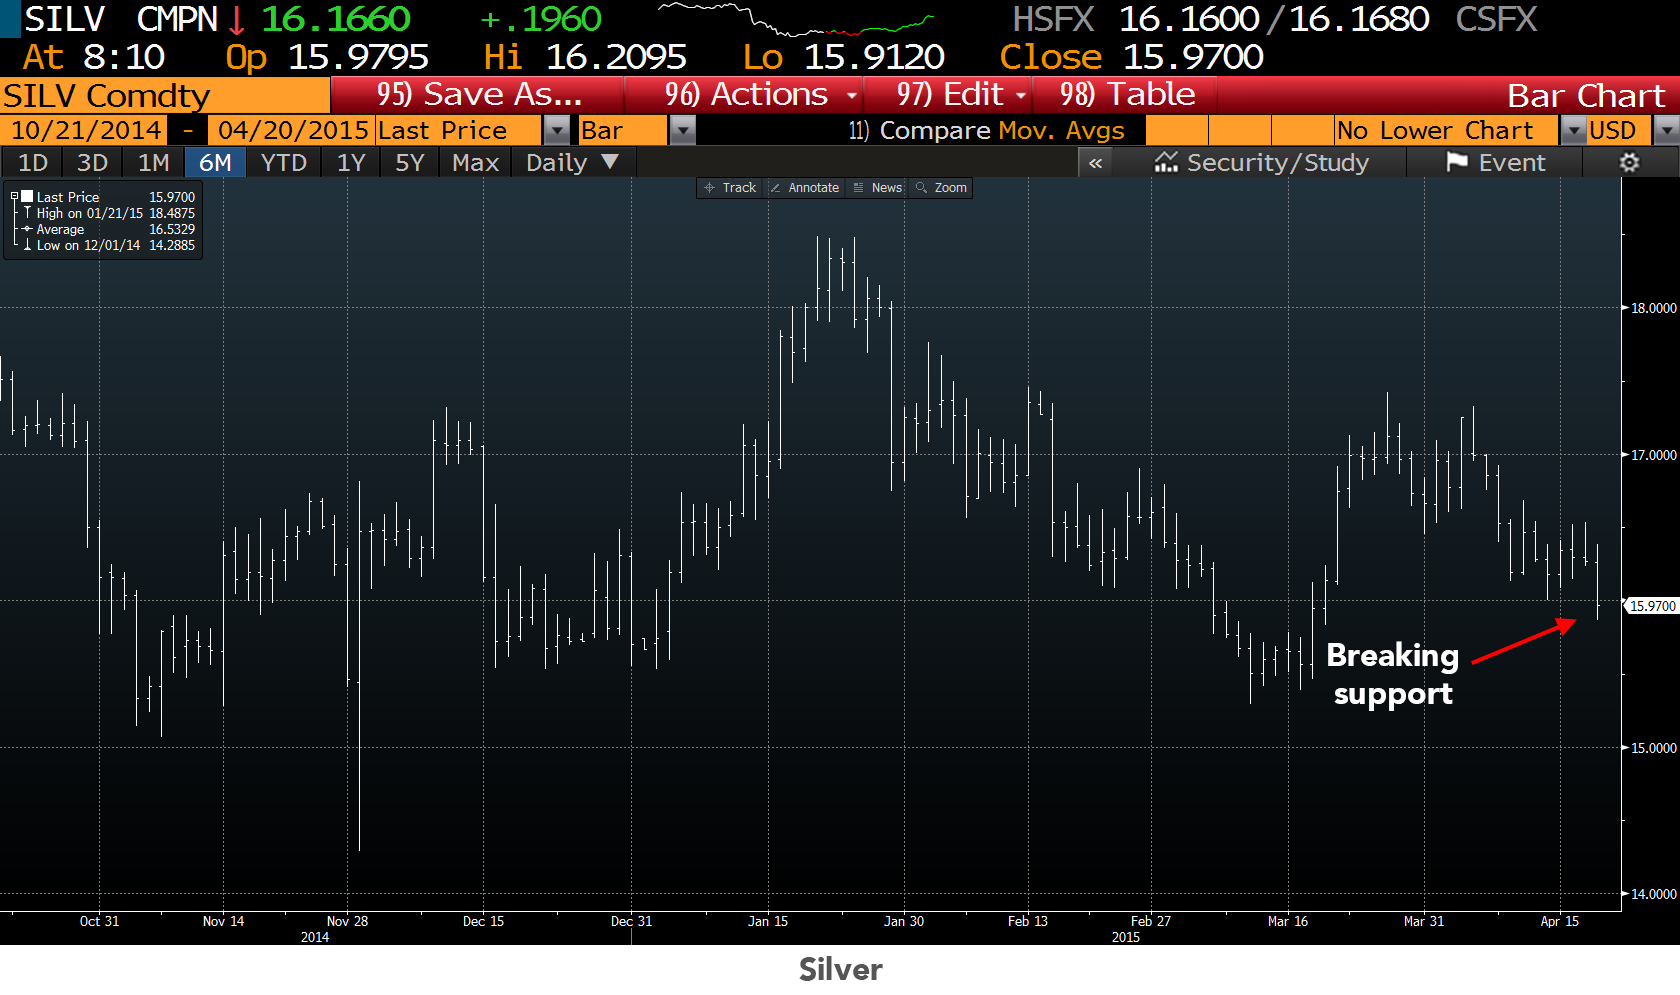 SILV CMPN↓ 16.1660 +.1960 HSFX 16.1600/16.1680 CSFX
At 8:10 Op 15.9795 Hi 16.2095 Lo 15.9120 Close 15.9700
SILV Comdty 95) Save As... 96) Actions 97) Edit 98) Table Bar Chart
10/21/2014 - 04/20/2015 Last Price Bar 11) Compare Mov. Avgs No Lower Chart USD
1D 3D 1M 6M YTD 1Y 5Y Max Daily ▼ « Security/Study Event
Track Annotate News Zoom
Last Price 15.9700
High on 01/21/15 18.4875
Average 16.5329
Low on 12/01/14 14.2885
18.0000
17.0000
15.9700
Breaking
support
15.0000
14.0000
Oct 31 Nov 14 Nov 28 Dec 15 Dec 31 Jan 15 Jan 30 Feb 13 Feb 27 Mar 16 Mar 31 Apr 15
2014 2015
Silver